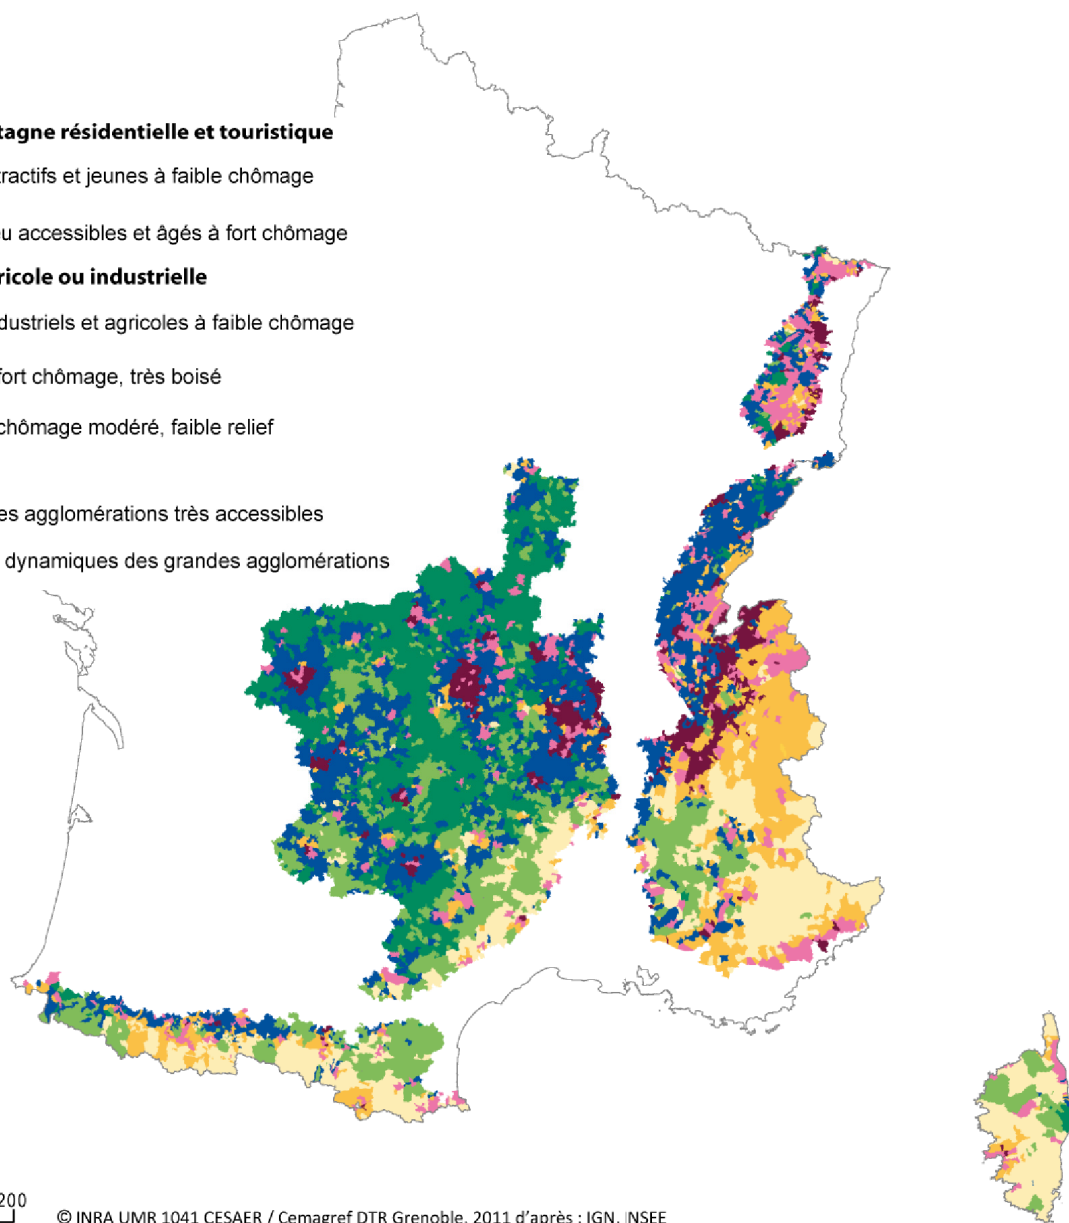 tagne résidentielle et touristique
tractifs et jeunes à faible chômage
u accessibles et âgés à fort chômage
ricole ou industrielle
dustriels et agricoles à faible chômage
fort chômage, très boisé
chômage modéré, faible relief
es agglomérations très accessibles
dynamiques des grandes agglomérations
200
© INRA UMR 1041 CESAER / Cemagref DTR Grenoble, 2011 d'après : IGN, INSEE